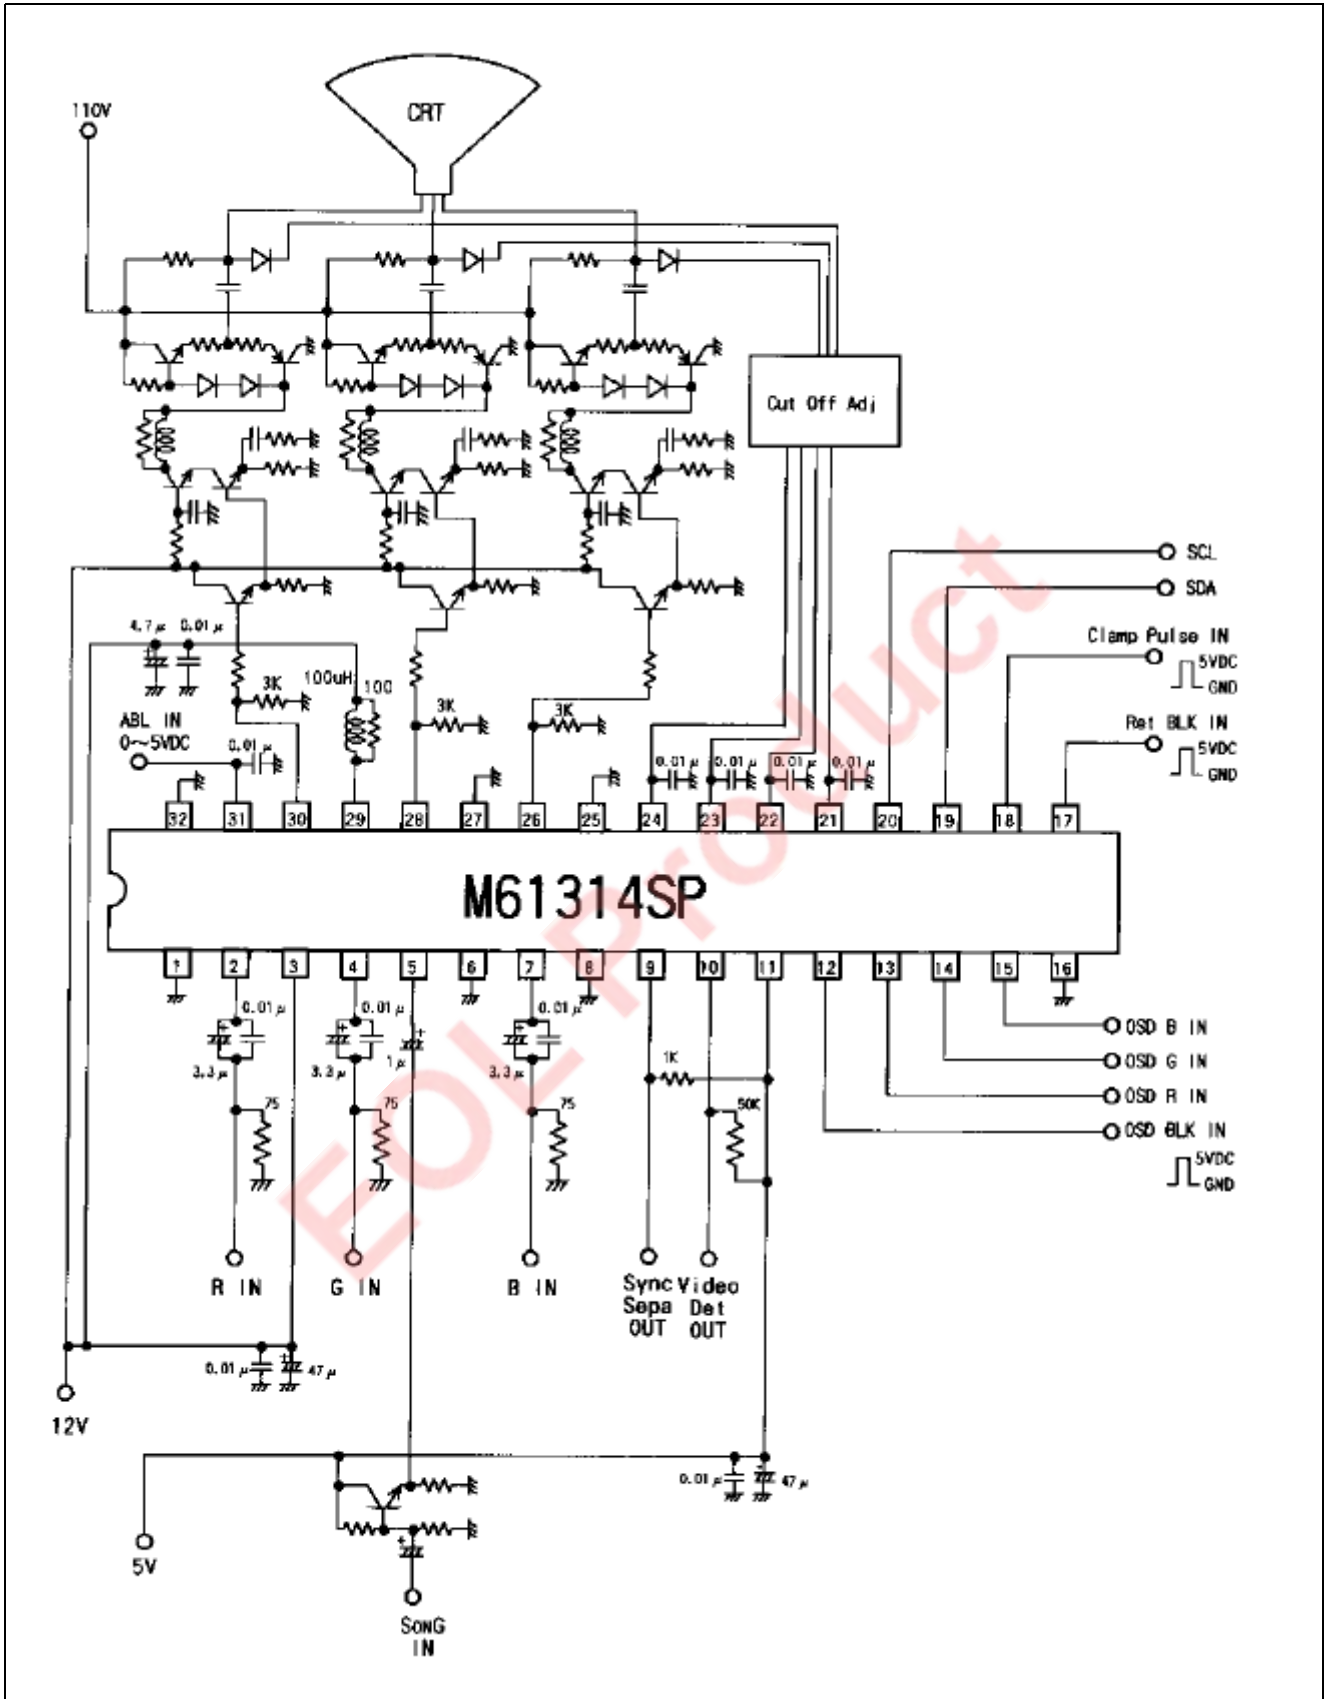 CRT
110V
Cut Off Adj
SCL
SDA
Clamp Pulse IN
5VDC
GND
Ret BLK IN
5VDC
GND
4.7μ 0.01μ
3K
100uH
100
3K
3K
ABL IN
0~5VDC
0.01μ
0.01μ 0.01μ 0.01μ 0.01μ
32 31 30 29 28 27 26 25 24 23 22 21 20 19 18 17
M61314SP
1 2 3 4 5 6 7 8 9 10 11 12 13 14 15 16
0.01μ
3.3μ
75
0.01μ
3.3μ
75
1μ
0.01μ
3.3μ
75
1K
50K
OSD B IN
OSD G IN
OSD R IN
OSD BLK IN
5VDC
GND
R IN
G IN
B IN
Sync Sepa OUT
Video Det OUT
0.01μ
47μ
12V
0.01μ
47μ
5V
SonG
IN
EOL Product